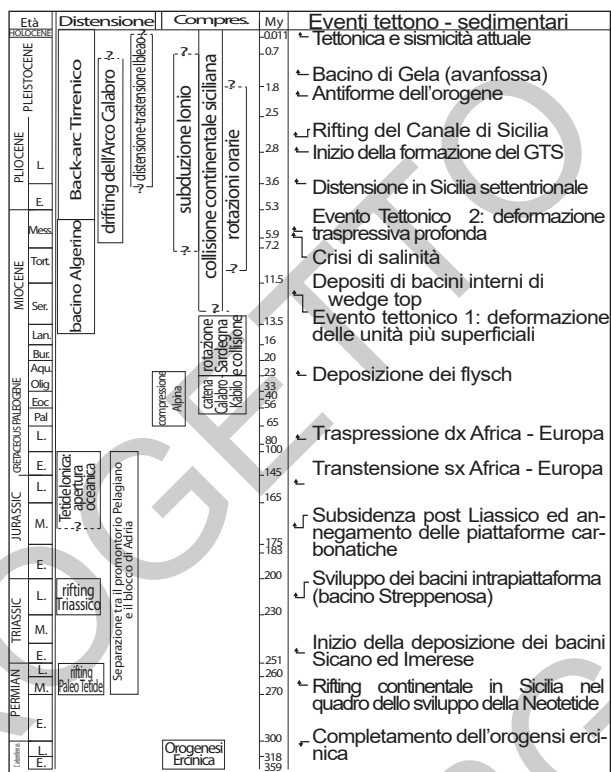 Età Distensione Compres. My Eventi tettono - sedimentari
HOLOCENE
PLEISTOCENE
PLIOCENE
L.
E.
MIOCENE
Mess.
Tort.
Ser.
Lan.
Bur.
Aqu.
PALEOGENE
Olig
Eoc
Pal
CRETACEOUS
L.
E.
JURASSIC
L.
M.
E.
TRIASSIC
L.
M.
E.
PERMIAN
L.
M.
E.
L.
E.
Back-arc Tirrenico
bacino Algerino
?
drifting dell'Arco Calabro
?
distensione-trastensione Ibleaco
?
Tetide Ionica:
apertura
oceanica
?
rifting
Triassico
rifting
Paleo Tetide
Separazione tra il promontorio Pelagiano
e il blocco di Adria
?
subduzione Ionio
?
collisione continentale siciliana
?
?
rotazioni orarie
?
catena
Calabro -
Kabilo
rotazione
Sardegna
e collisione
compressione
Alpina
Orogenesi
Ercinica
0.011
0.7
1.8
2.5
2.8
3.6
5.3
5.9
7.2
11.5
13.5
16
20
23
33
40
56
65
80
100
145
165
175
183
200
230
251
260
270
300
318
359
Tettonica e sismicità attuale
Bacino di Gela (avanfossa)
Antiforme dell'orogene
Rifting del Canale di Sicilia
Inizio della formazione del GTS
Distensione in Sicilia settentrionale
Evento Tettonico 2: deformazione
traspressiva profonda
Crisi di salinità
Depositi di bacini interni di
wedge top
Evento tettonico 1: deformazione
delle unità più superficiali
Deposizione dei flysch
Traspressione dx Africa - Europa
Transtensione sx Africa - Europa
Subsidenza post Liassico ed an-
negamento delle piattaforme car-
bonatiche
Sviluppo dei bacini intrapiattaforma
(bacino Streppenosa)
Inizio della deposizione dei bacini
Sicano ed Imerese
Rifting continentale in Sicilia nel
quadro dello sviluppo della Neotetide
Completamento dell'orogensi erci-
nica